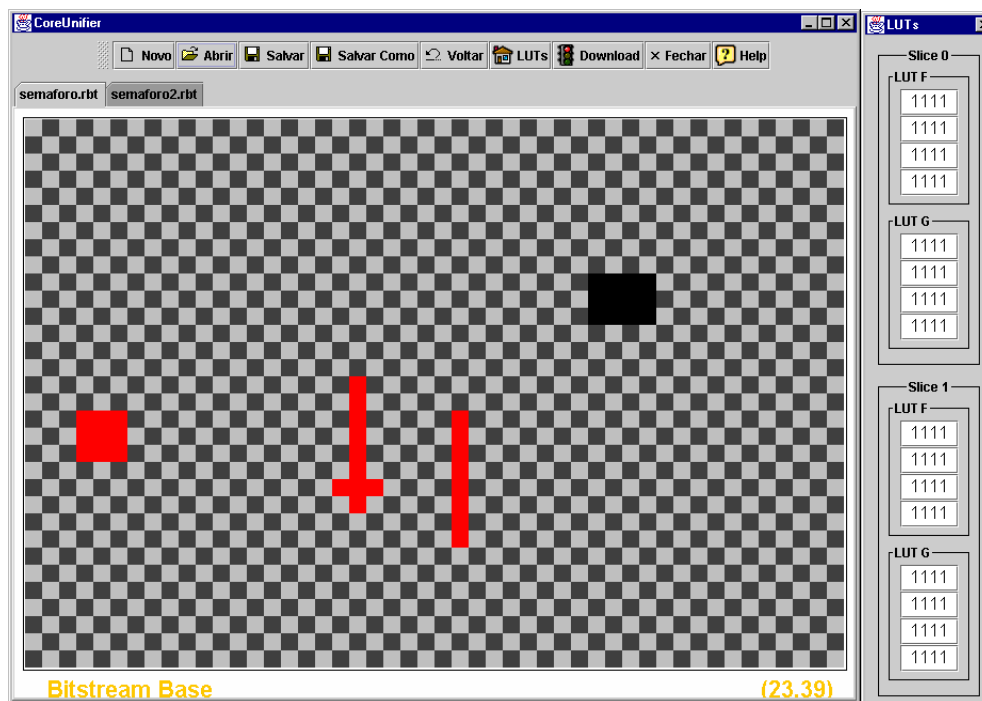 CoreUnifier
Novo Abrir Salvar Salvar Como Voltar LUTs Download Fechar ? Help
semaforo.rbt semaforo2.rbt
Bitstream Base (23.39)
LUTs
Slice 0
LUT F
1111
1111
1111
1111
LUT G
1111
1111
1111
1111
Slice 1
LUT F
1111
1111
1111
1111
LUT G
1111
1111
1111
1111